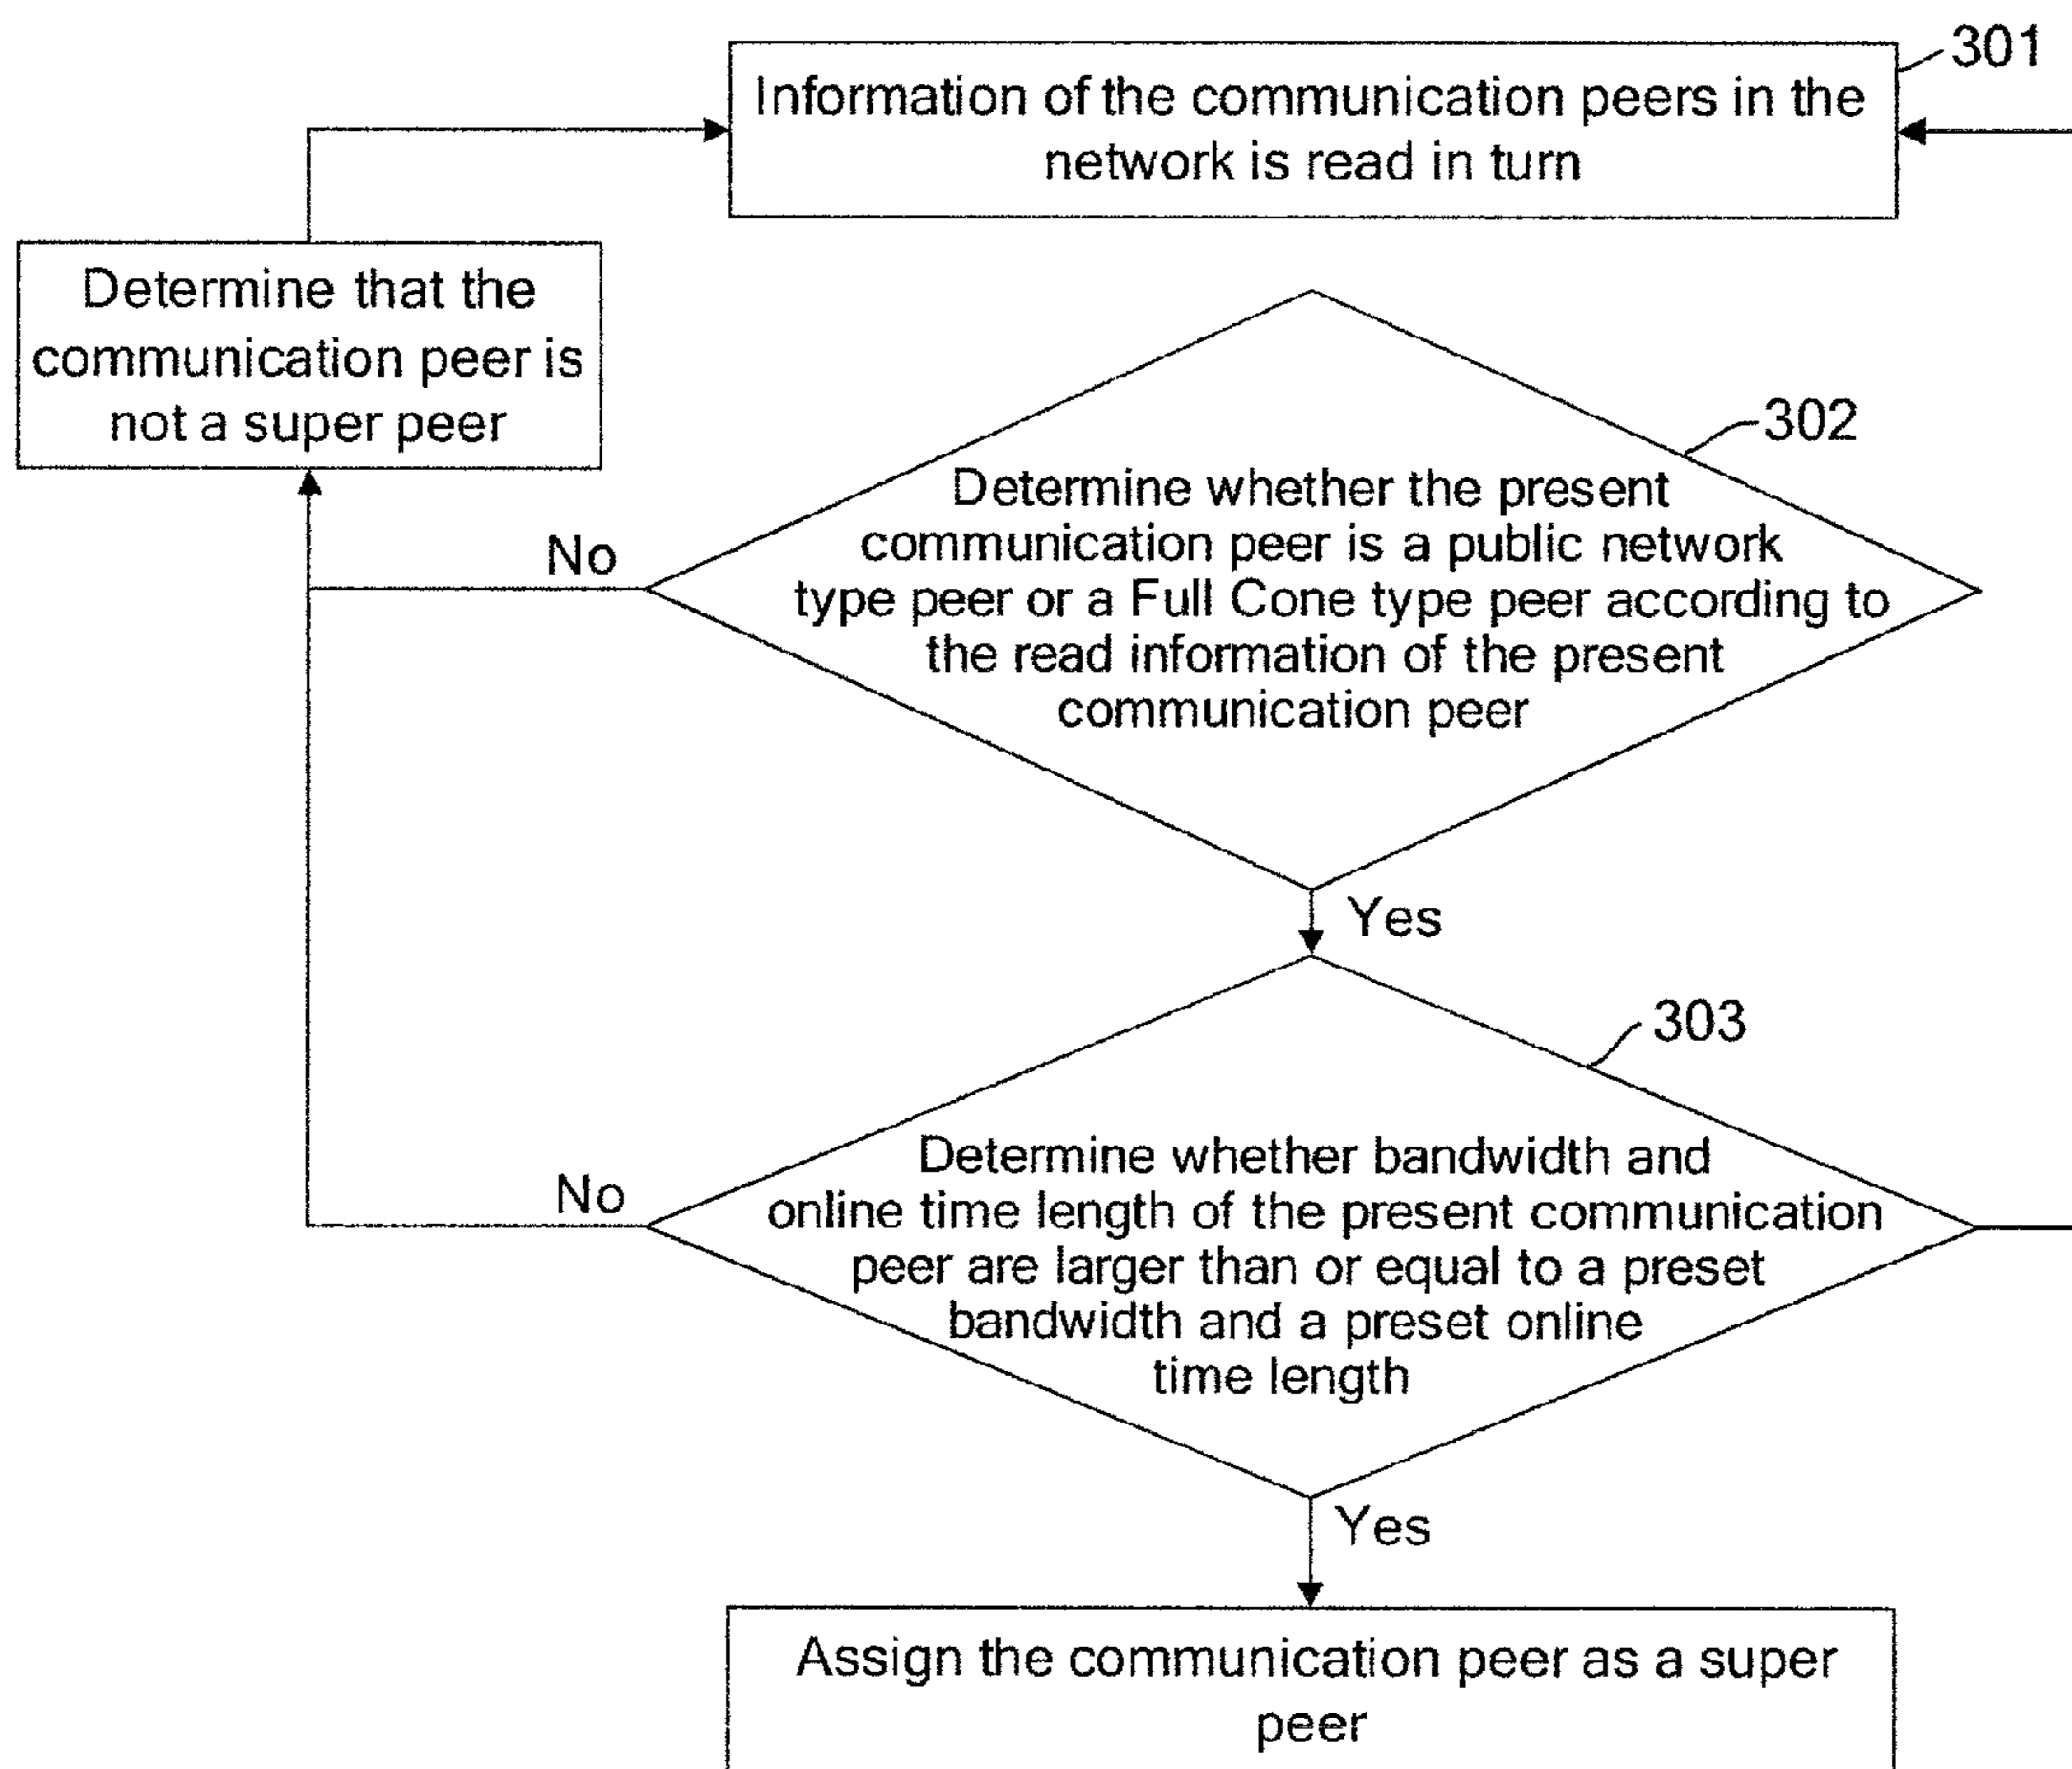 301
Information of the communication peers in the
network is read in turn
Determine that the
communication peer is
not a super peer
302
Determine whether the present
communication peer is a public network
type peer or a Full Cone type peer according to
the read information of the present
communication peer
No
Yes
303
Determine whether bandwidth and
online time length of the present communication
peer are larger than or equal to a preset
bandwidth and a preset online
time length
No
Yes
Assign the communication peer as a super
peer